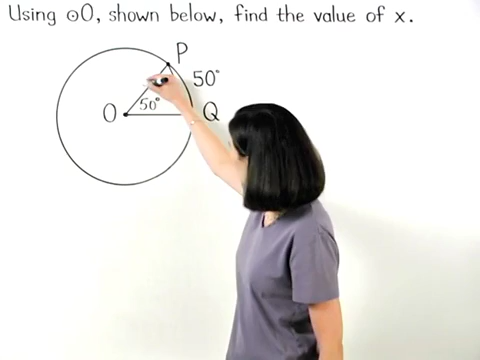 Using ⊙O, shown below, find the value of x.
P
50°
O 50° Q